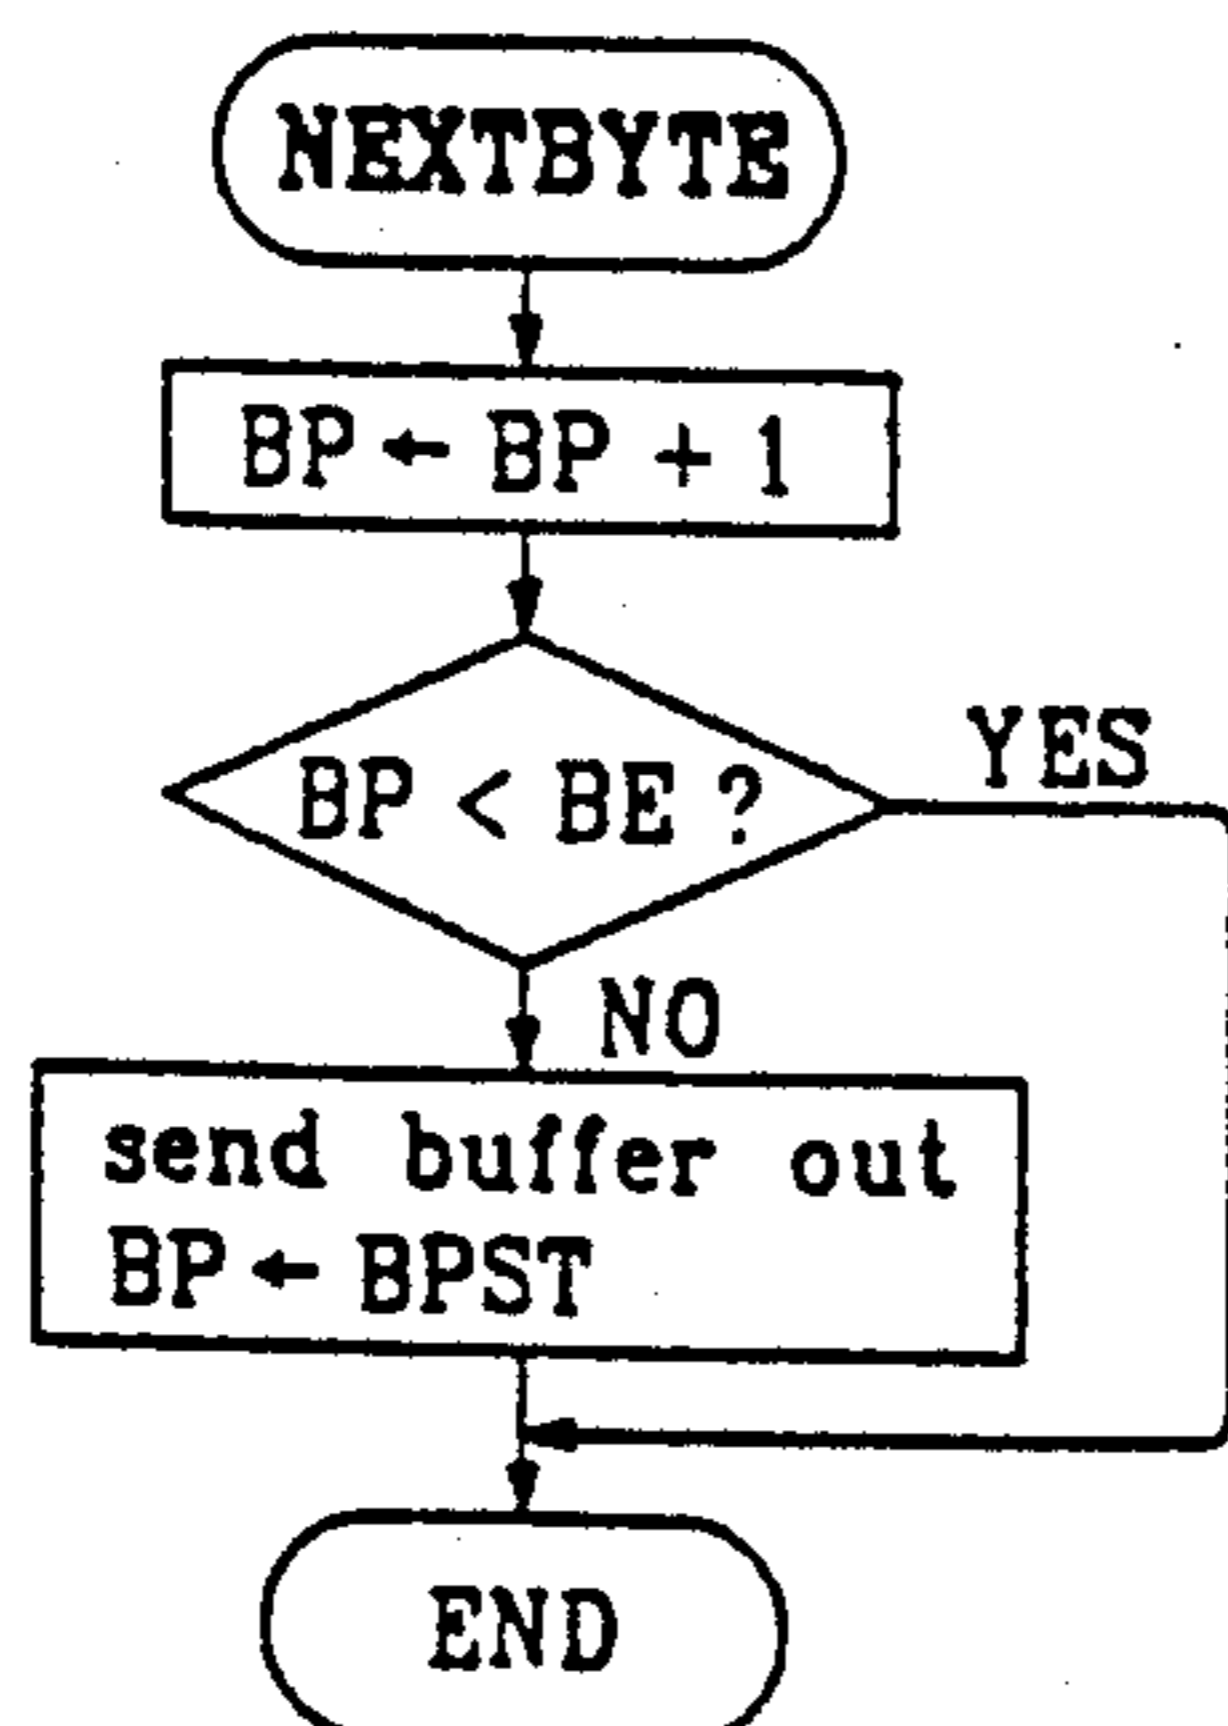 NEXTBYTE
BP ← BP + 1
BP < BE ?
YES
NO
send buffer out
BP ← BPST
END